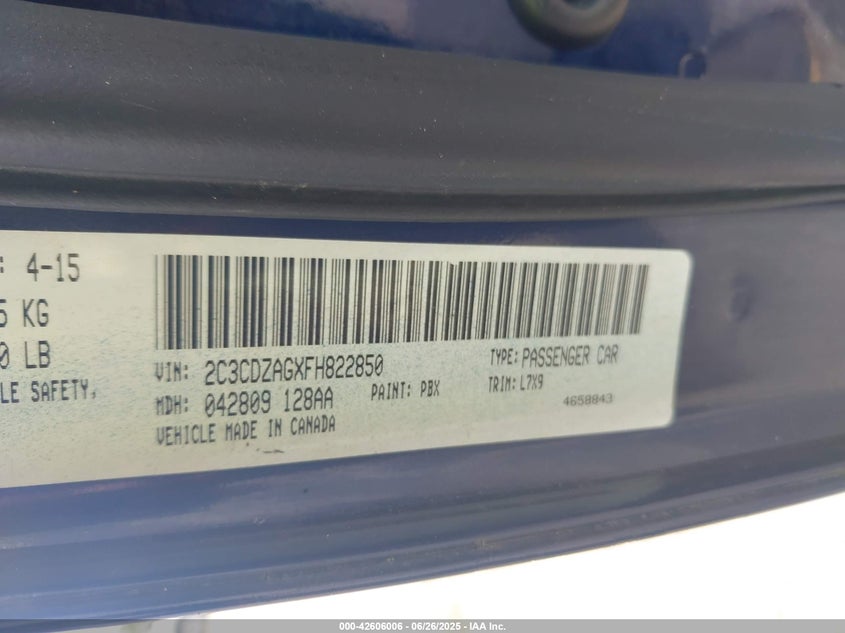 : 4-15
5 KG
0 LB
LE SAFETY,
VIN: 2C3CDZAGXFH822850
TYPE: PASSENGER CAR
MDH: 042809 128AA
PAINT: PBX
TRIM: L7X9
VEHICLE MADE IN CANADA
4658843
000-42606006 - 06/26/2025 - IAA Inc.